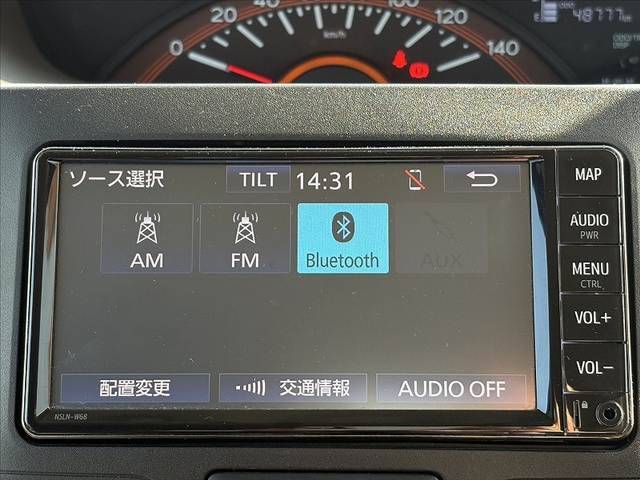 0 20 40 100 120 140
km/h
48777km
ソース選択 TILT 14:31
AM FM Bluetooth AUX
配置変更 交通情報 AUDIO OFF
NSLN-W68
MAP
AUDIO
PWR
MENU
CTRL
VOL+
VOL−